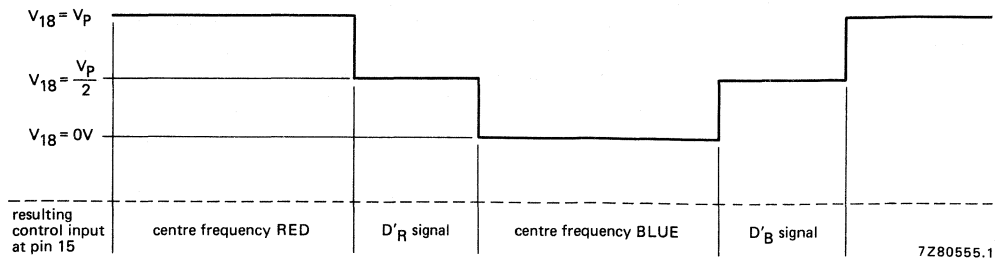 V18 = VP
V18 = VP/2
V18 = 0V
resulting
control input
at pin 15
centre frequency RED
D'R signal
centre frequency BLUE
D'B signal
7Z80555.1